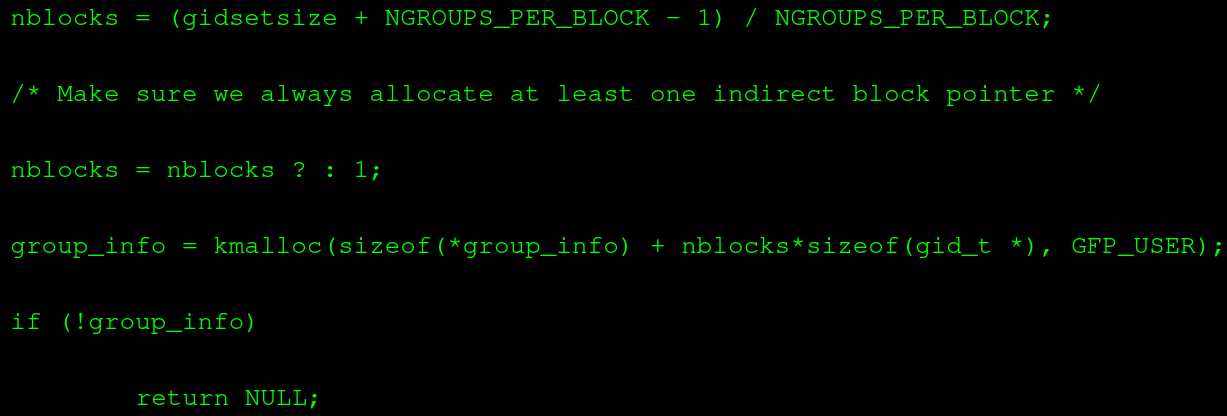 nblocks = (gidsetsize + NGROUPS_PER_BLOCK - 1) / NGROUPS_PER_BLOCK;
/* Make sure we always allocate at least one indirect block pointer */
nblocks = nblocks ? : 1;
group_info = kmalloc(sizeof(*group_info) + nblocks*sizeof(gid_t *), GFP_USER);
if (!group_info)
        return NULL;